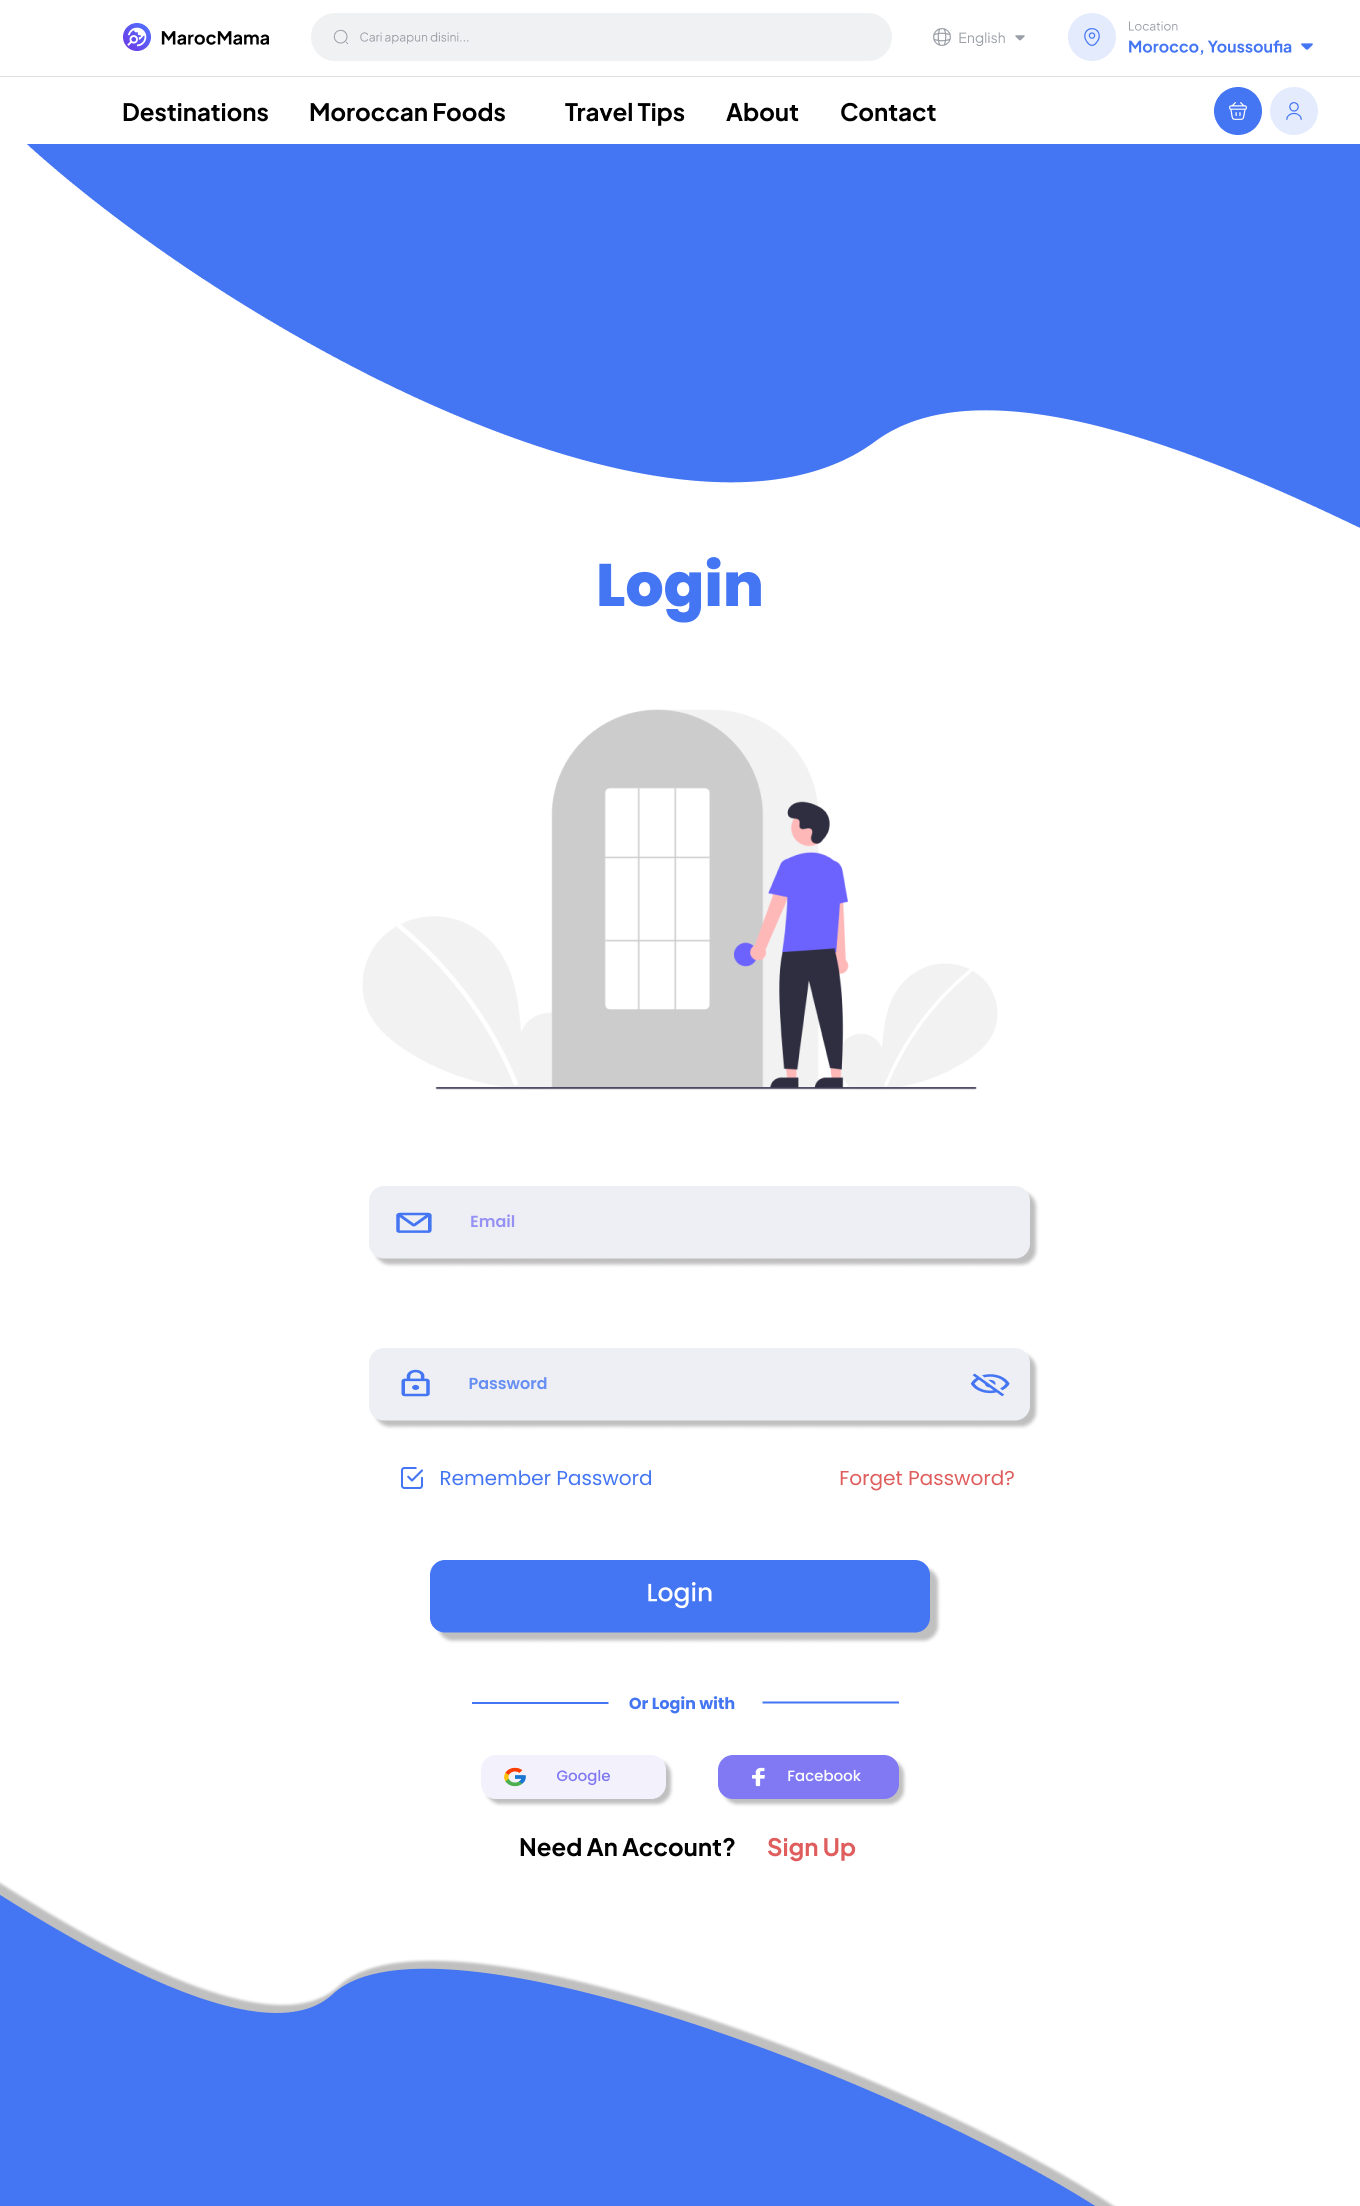 MarocMama
Cari apapun disini...
English
Location
Morocco, Youssoufia
Destinations
Moroccan Foods
Travel Tips
About
Contact
Login
Email
Password
Remember Password
Forget Password?
Login
Or Login with
Google
Facebook
Need An Account?
Sign Up